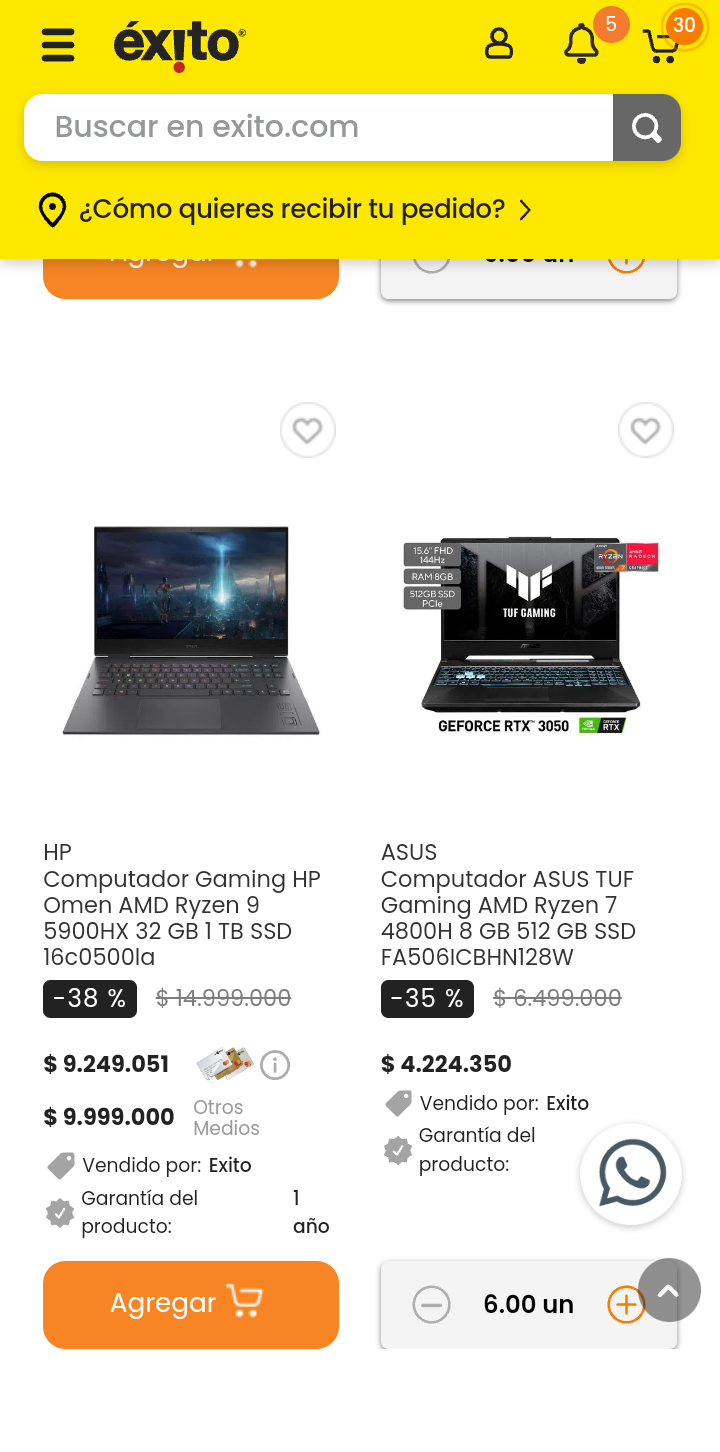 éxito
5
30
Buscar en exito.com
¿Cómo quieres recibir tu pedido?
HP
Computador Gaming HP
Omen AMD Ryzen 9
5900HX 32 GB 1 TB SSD
16c0500la
-38 %
$ 14.999.000
$ 9.249.051
$ 9.999.000
Otros
Medios
Vendido por: Exito
Garantía del
producto:
1
año
Agregar
15.6" FHD
144Hz
RAM 8GB
512GB SSD
PCIe
RYZEN
7
TUF GAMING
GEFORCE RTX™ 3050
RTX
ASUS
Computador ASUS TUF
Gaming AMD Ryzen 7
4800H 8 GB 512 GB SSD
FA506ICBHN128W
-35 %
$ 6.499.000
$ 4.224.350
Vendido por: Exito
Garantía del
producto:
6.00 un